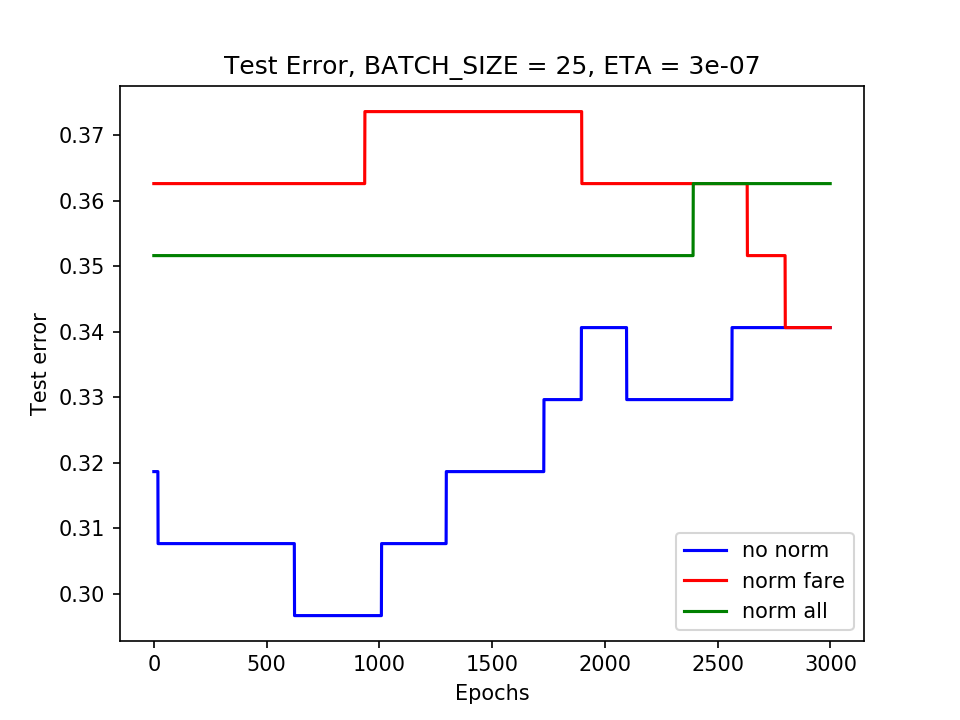 Test Error, BATCH_SIZE = 25, ETA = 3e-07
Test error
0.37
0.36
0.35
0.34
0.33
0.32
0.31
0.30
0 500 1000 1500 2000 2500 3000
Epochs
no norm
norm fare
norm all